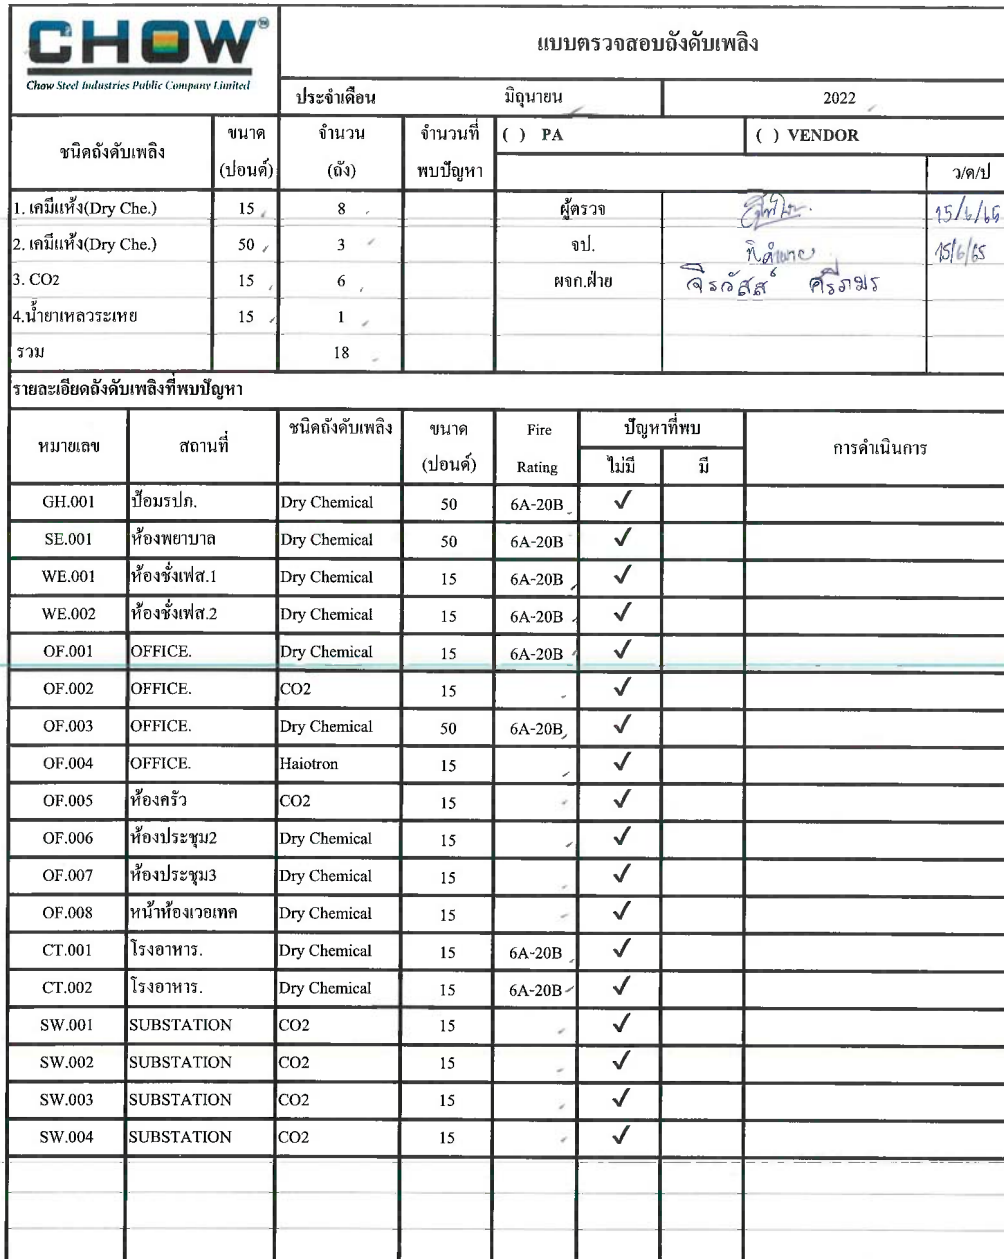 CHOW
Chow Steel Industries Public Company Limited
แบบตรวจสอบถังดับเพลิง
ประจำเดือน มิถุนายน 2022
ชนิดถังดับเพลิง ขนาด (ปอนด์) จำนวน (ถัง) จำนวนที่พบปัญหา ( ) PA ( ) VENDOR
ว/ด/ป
1. เคมีแห้ง(Dry Che.) 15 8 ผู้ตรวจ 15/6/65
2. เคมีแห้ง(Dry Che.) 50 3 จป. 15/6/65
3. CO2 15 6 ผจก.ฝ่าย จิรวัสส์
4.น้ำยาเหลวระเหย 15 1
รวม 18
รายละเอียดถังดับเพลิงที่พบปัญหา
หมายเลข สถานที่ ชนิดถังดับเพลิง ขนาด (ปอนด์) Fire Rating ปัญหาที่พบ ไม่มี มี การดำเนินการ
GH.001 ป้อมรปภ. Dry Chemical 50 6A-20B ✓
SE.001 ห้องพยาบาล Dry Chemical 50 6A-20B ✓
WE.001 ห้องชั่งเฟส.1 Dry Chemical 15 6A-20B ✓
WE.002 ห้องชั่งเฟส.2 Dry Chemical 15 6A-20B ✓
OF.001 OFFICE. Dry Chemical 15 6A-20B ✓
OF.002 OFFICE. CO2 15 ✓
OF.003 OFFICE. Dry Chemical 50 6A-20B ✓
OF.004 OFFICE. Haiotron 15 ✓
OF.005 ห้องครัว CO2 15 ✓
OF.006 ห้องประชุม2 Dry Chemical 15 ✓
OF.007 ห้องประชุม3 Dry Chemical 15 ✓
OF.008 หน้าห้องเวอเทค Dry Chemical 15 ✓
CT.001 โรงอาหาร. Dry Chemical 15 6A-20B ✓
CT.002 โรงอาหาร. Dry Chemical 15 6A-20B ✓
SW.001 SUBSTATION CO2 15 ✓
SW.002 SUBSTATION CO2 15 ✓
SW.003 SUBSTATION CO2 15 ✓
SW.004 SUBSTATION CO2 15 ✓